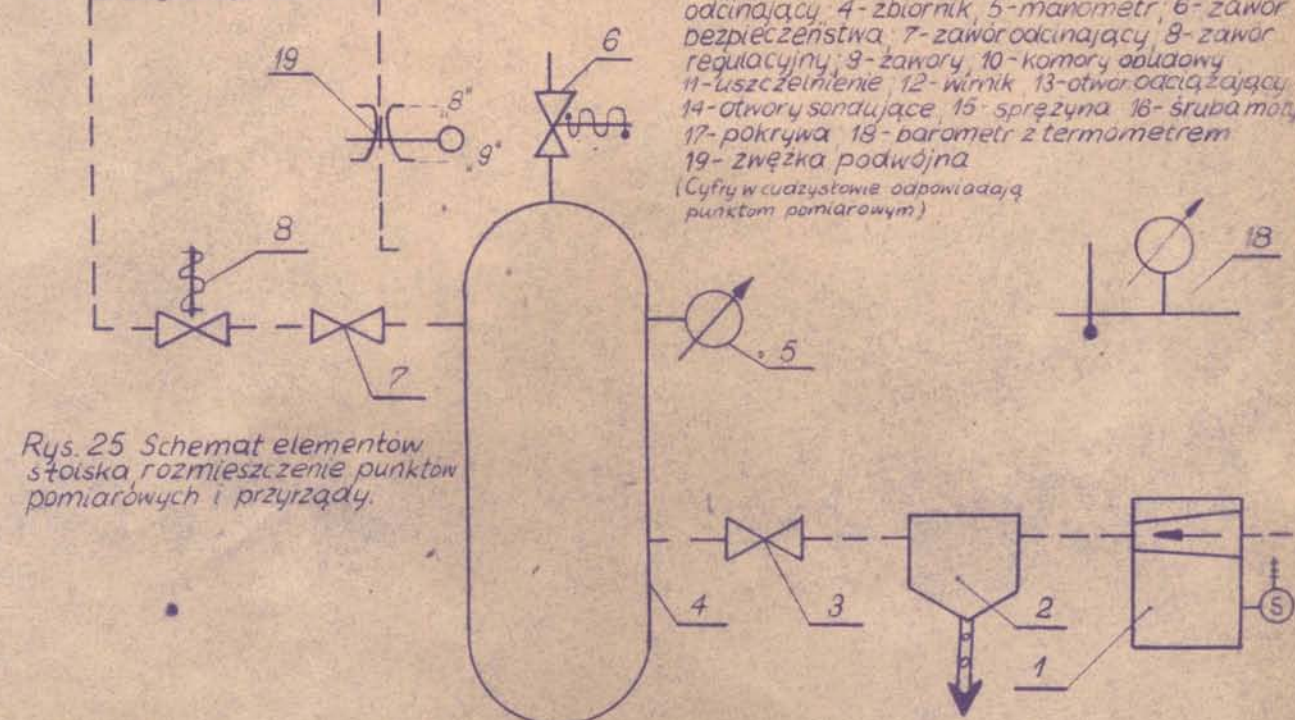 odcinający 4-zbiornik, 5-manometr, 6-zawór
bezpieczeństwa, 7-zawór odcinający, 8-zawór
regulacyjny, 9-zawory, 10-komory obudowy
11-uszczelnienie, 12-wirnik 13-otwór odciążający
14-otwory sondujące, 15-sprężyna 16-śruba
17-pokrywa 18-barometr z termometrem
19-zwężka podwójna
(Cyfry w cudzysłowie odpowiadają
punktom pomiarowym)
19
6
„8"
„9"
8
18
7
5
Rys. 25 Schemat elementów
stoiska, rozmieszczenie punktów
pomiarowych i przyrządy.
4
3
2
1
S